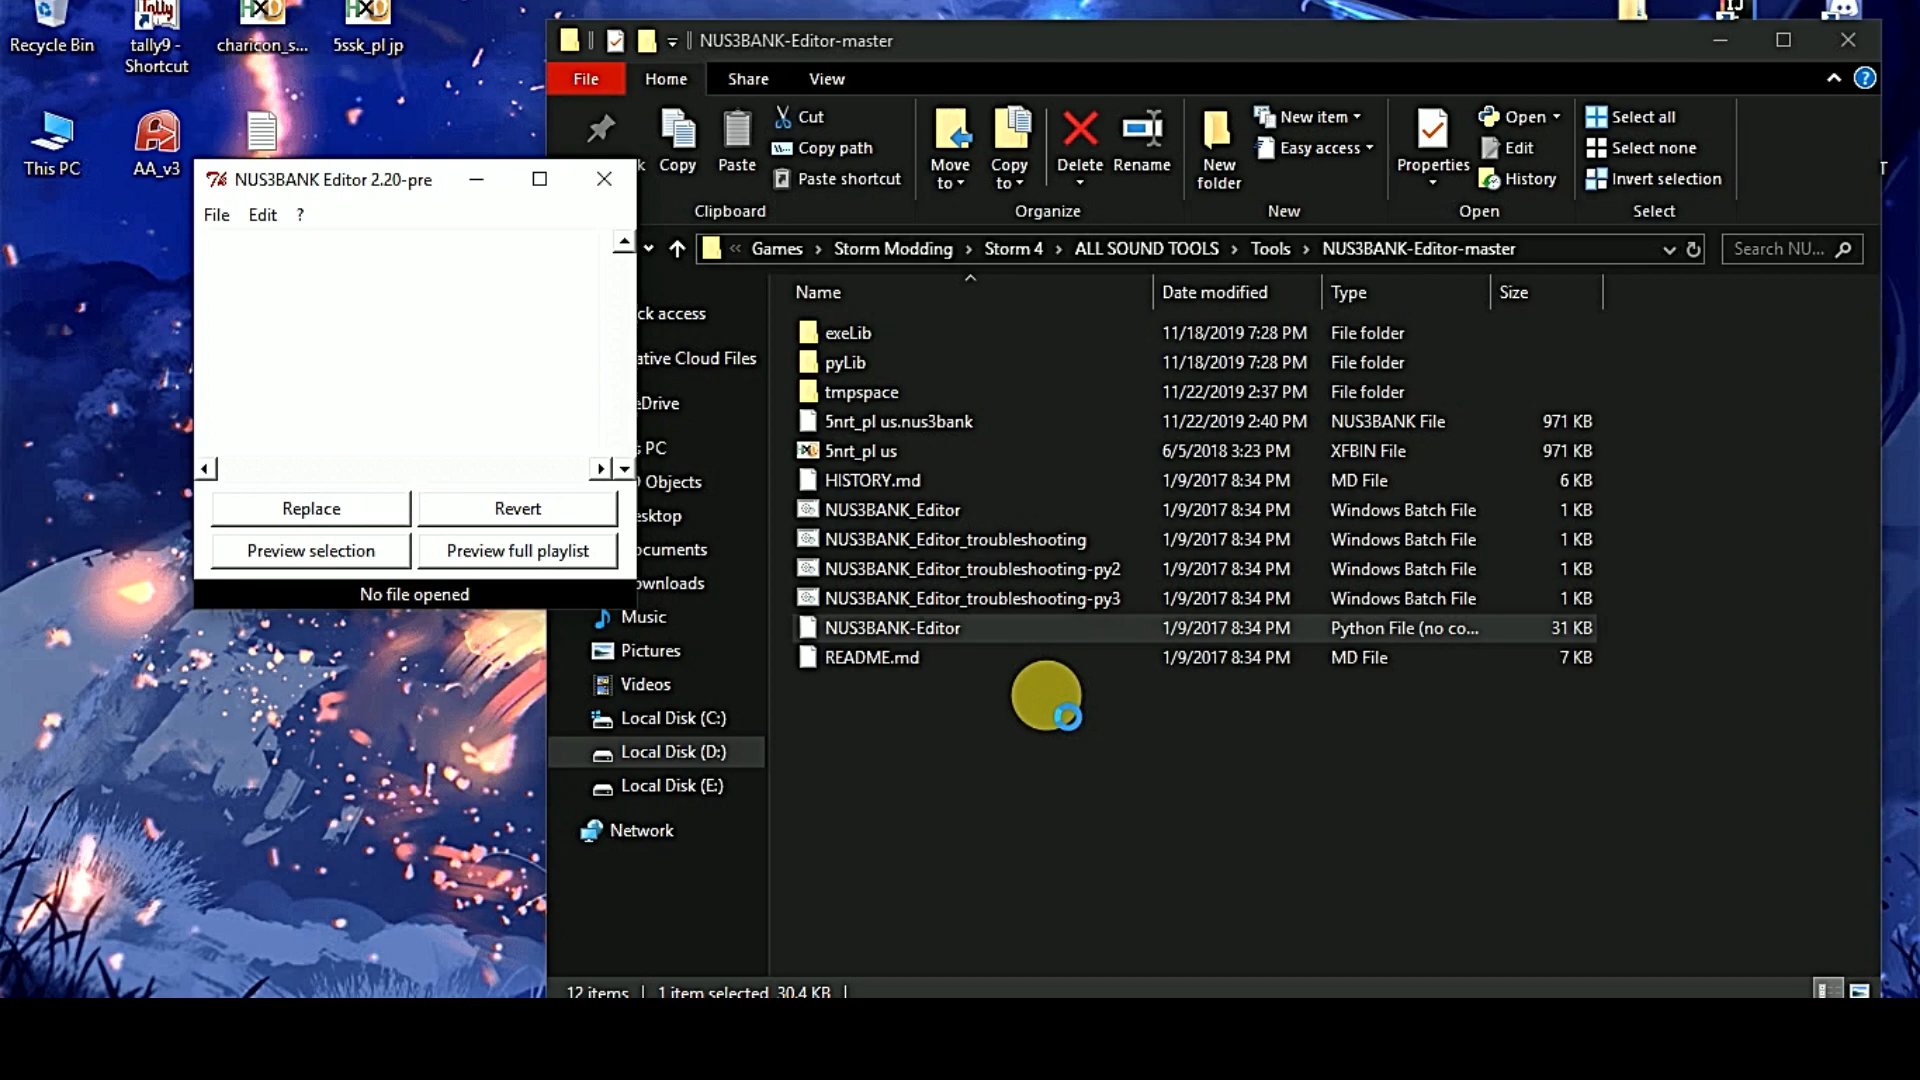 Recycle Bin
tally9 -
Shortcut
charicon_s...
5ssk_pl jp
This PC
AA_v3
NUS3BANK Editor 2.20-pre
File Edit ?
Replace
Revert
Preview selection
Preview full playlist
No file opened
NUS3BANK-Editor-master
File Home Share View
Copy
Paste
Cut
Copy path
Paste shortcut
Clipboard
Move
to
Copy
to
Delete
Rename
Organize
New
folder
New item
Easy access
New
Properties
Open
Edit
History
Open
Select all
Select none
Invert selection
Select
« Games › Storm Modding › Storm 4 › ALL SOUND TOOLS › Tools › NUS3BANK-Editor-master
Search NU...
ck access
ative Cloud Files
eDrive
PC
Objects
esktop
ocuments
ownloads
Music
Pictures
Videos
Local Disk (C:)
Local Disk (D:)
Local Disk (E:)
Network
Name Date modified Type Size
exeLib 11/18/2019 7:28 PM File folder
pyLib 11/18/2019 7:28 PM File folder
tmpspace 11/22/2019 2:37 PM File folder
5nrt_pl us.nus3bank 11/22/2019 2:40 PM NUS3BANK File 971 KB
5nrt_pl us 6/5/2018 3:23 PM XFBIN File 971 KB
HISTORY.md 1/9/2017 8:34 PM MD File 6 KB
NUS3BANK_Editor 1/9/2017 8:34 PM Windows Batch File 1 KB
NUS3BANK_Editor_troubleshooting 1/9/2017 8:34 PM Windows Batch File 1 KB
NUS3BANK_Editor_troubleshooting-py2 1/9/2017 8:34 PM Windows Batch File 1 KB
NUS3BANK_Editor_troubleshooting-py3 1/9/2017 8:34 PM Windows Batch File 1 KB
NUS3BANK-Editor 1/9/2017 8:34 PM Python File (no co... 31 KB
README.md 1/9/2017 8:34 PM MD File 7 KB
12 items 1 item selected 30.4 KB